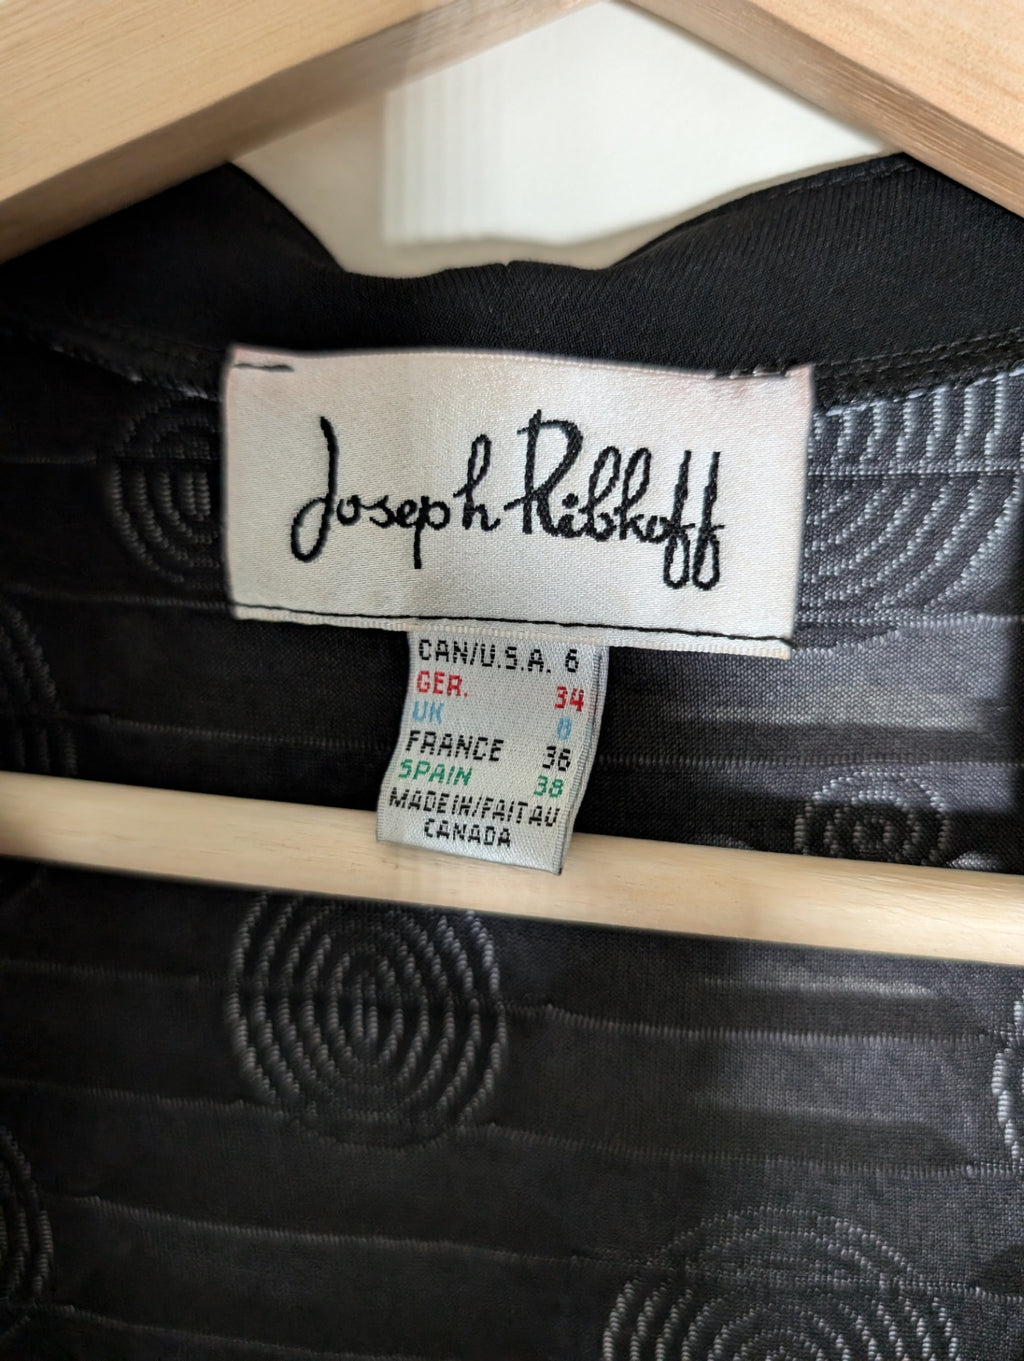 Joseph Ribkoff
CAN/U.S.A. 6
GER. 34
UK 8
FRANCE 36
SPAIN 38
MADE IN/FAIT AU
CANADA